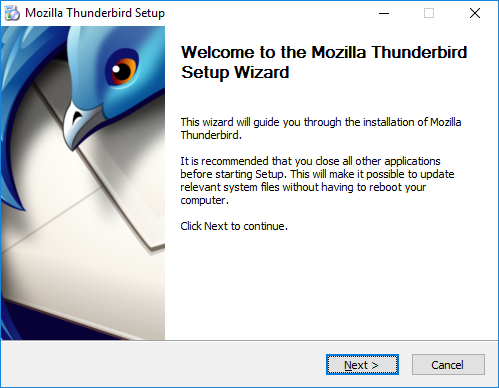 Mozilla Thunderbird Setup
Welcome to the Mozilla Thunderbird
Setup Wizard
This wizard will guide you through the installation of Mozilla
Thunderbird.
It is recommended that you close all other applications
before starting Setup. This will make it possible to update
relevant system files without having to reboot your
computer.
Click Next to continue.
Next >
Cancel